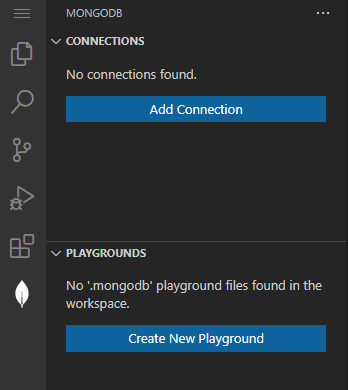 MONGODB
CONNECTIONS
No connections found.
Add Connection
PLAYGROUNDS
No '.mongodb' playground files found in the
workspace.
Create New Playground